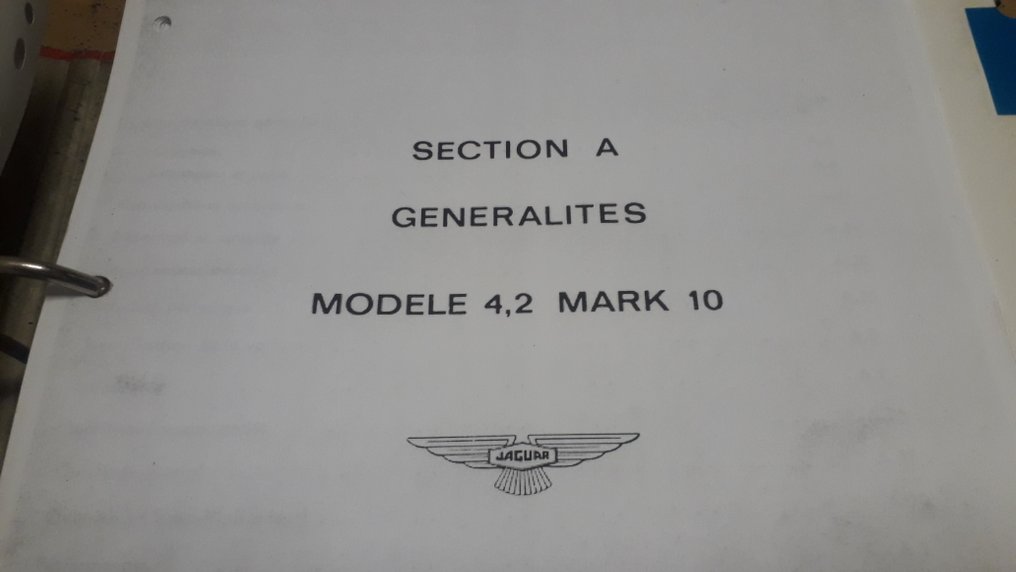 SECTION A
GENERALITES
MODELE 4,2 MARK 10
JAGUAR